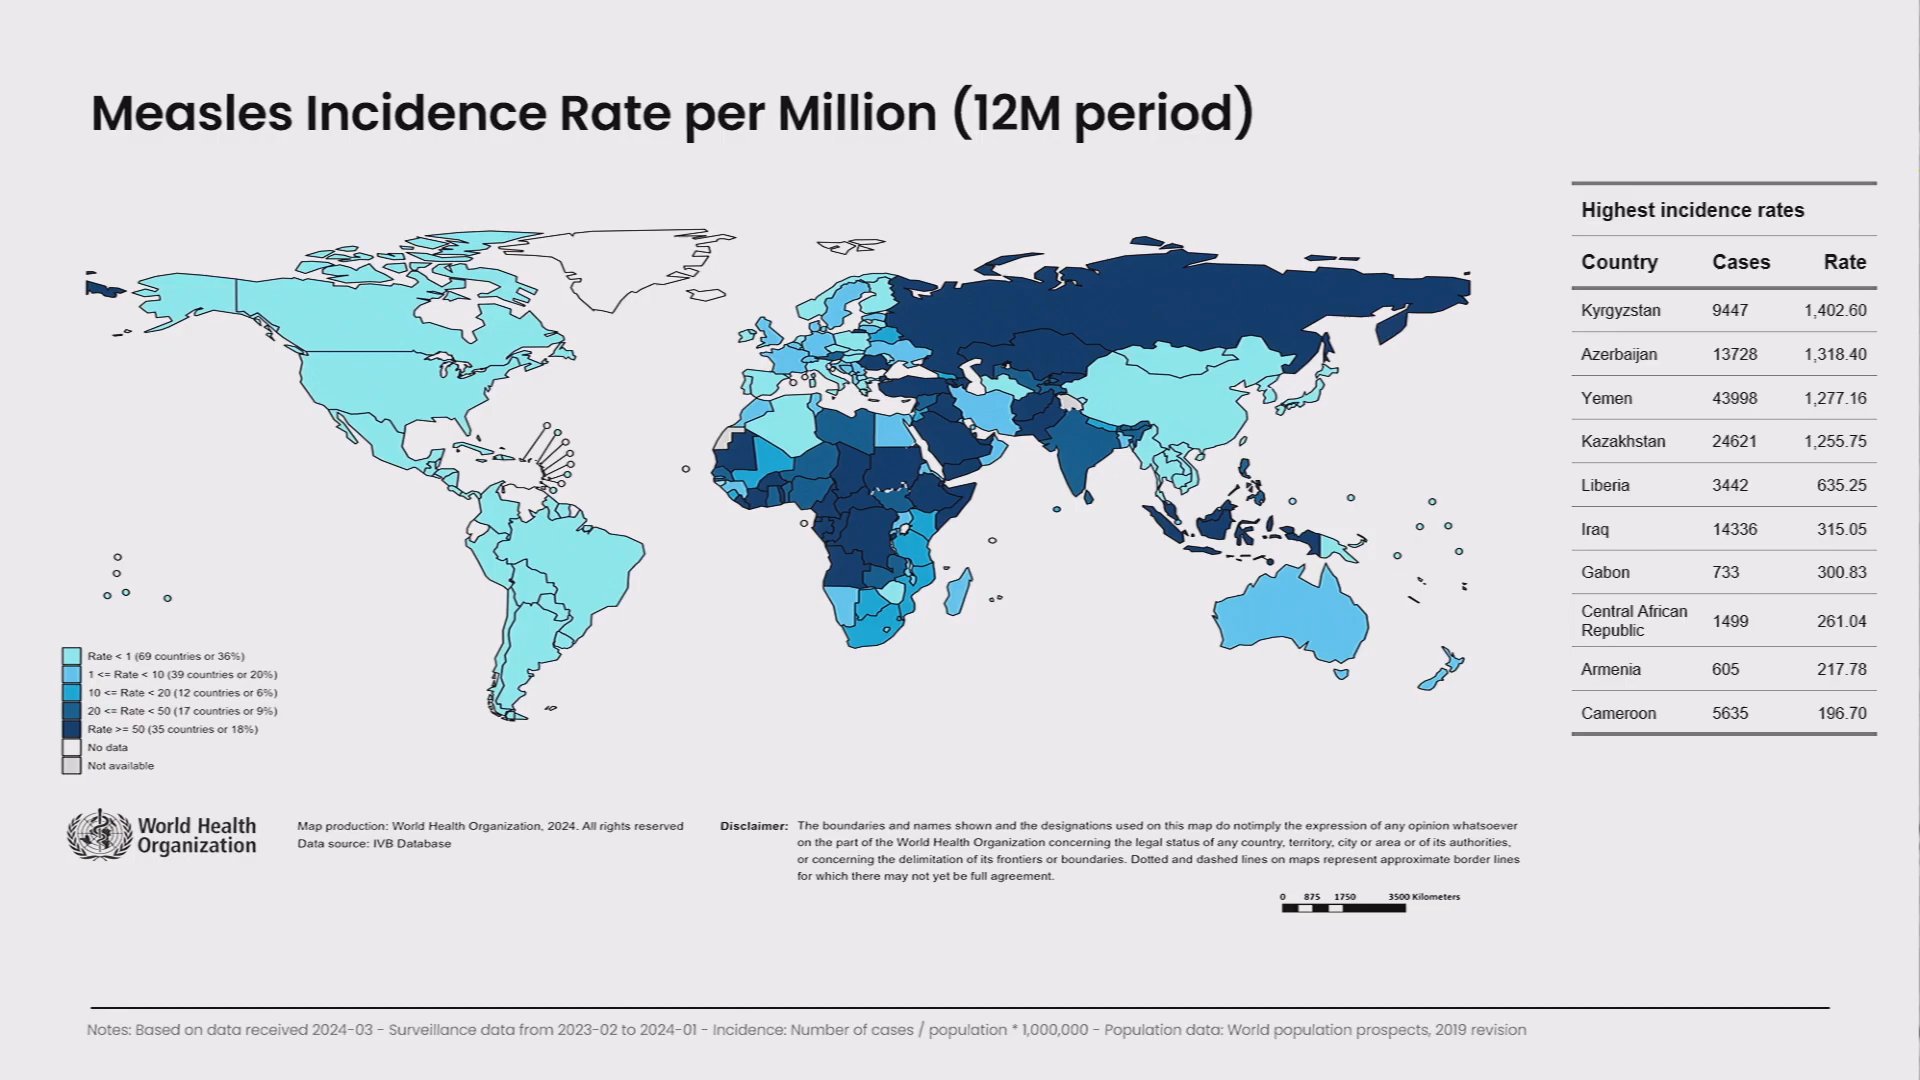 Measles Incidence Rate per Million (12M period)
Highest incidence rates
Country Cases Rate
Kyrgyzstan 9447 1,402.60
Azerbaijan 13728 1,318.40
Yemen 43998 1,277.16
Kazakhstan 24621 1,255.75
Liberia 3442 635.25
Iraq 14336 315.05
Gabon 733 300.83
Central African
Republic 1499 261.04
Armenia 605 217.78
Cameroon 5635 196.70
Rate < 1 (69 countries or 36%)
1 <= Rate < 10 (39 countries or 20%)
10 <= Rate < 20 (12 countries or 6%)
20 <= Rate < 50 (17 countries or 9%)
Rate >= 50 (35 countries or 18%)
No data
Not available
World Health
Organization
Map production: World Health Organization, 2024. All rights reserved
Data source: IVB Database
Disclaimer: The boundaries and names shown and the designations used on this map do notimply the expression of any opinion whatsoever
on the part of the World Health Organization concerning the legal status of any country, territory, city or area or of its authorities,
or concerning the delimitation of its frontiers or boundaries. Dotted and dashed lines on maps represent approximate border lines
for which there may not yet be full agreement.
0 875 1750 3500 Kilometers
Notes: Based on data received 2024-03 - Surveillance data from 2023-02 to 2024-01 - Incidence: Number of cases / population * 1,000,000 - Population data: World population prospects, 2019 revision